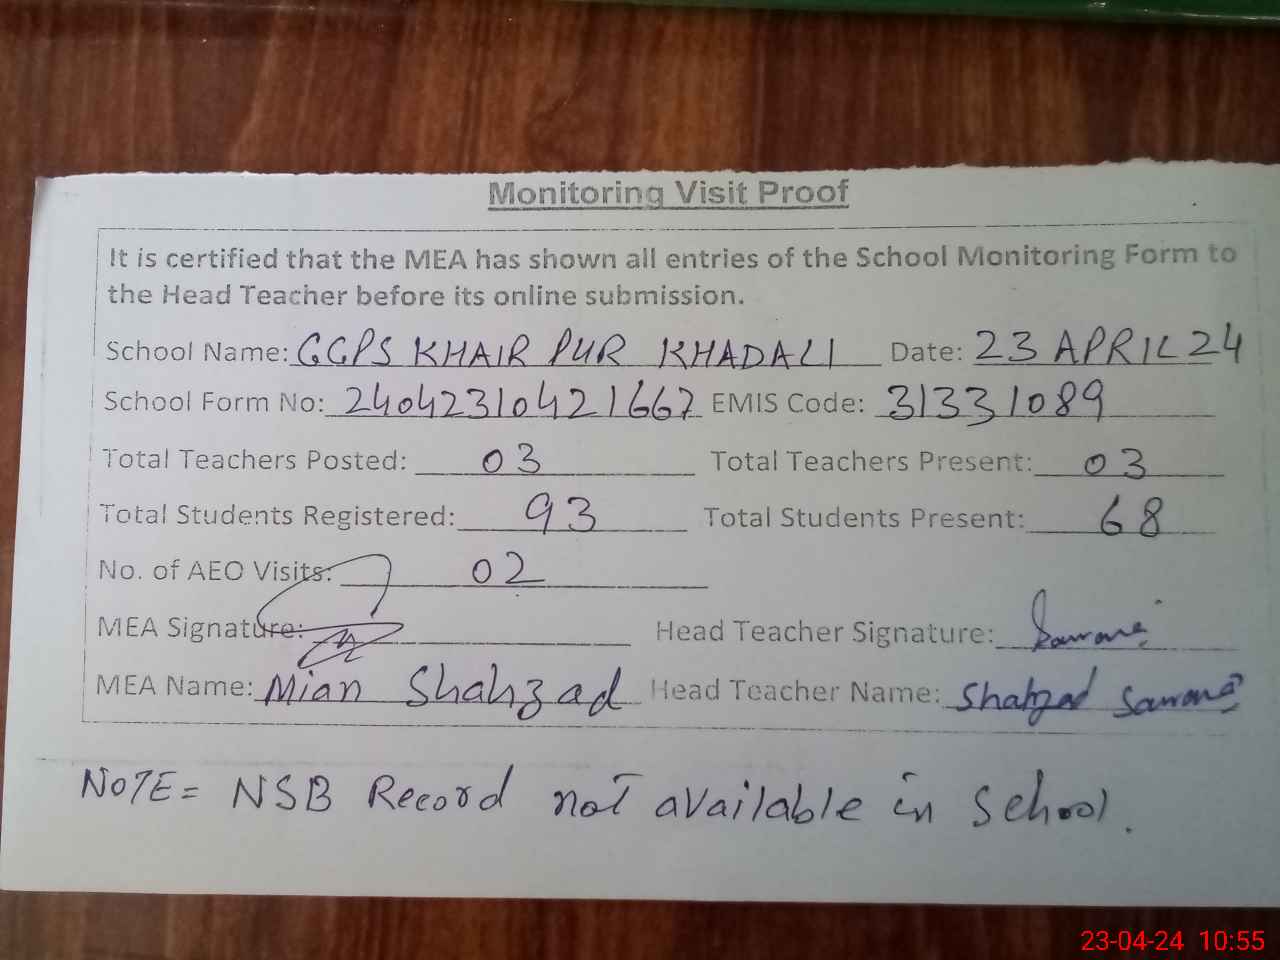 Monitoring Visit Proof
It is certified that the MEA has shown all entries of the School Monitoring Form to
the Head Teacher before its online submission.
School Name: GGPS KHAIR PUR KHADALI Date: 23 APRIL 24
School Form No: 24042310421667 EMIS Code: 31331089
Total Teachers Posted: 03 Total Teachers Present: 03
Total Students Registered: 93 Total Students Present: 68
No. of AEO Visits: 02
MEA Signature: Head Teacher Signature:
MEA Name: Mian Shahzad Head Teacher Name: Shahzad
NOTE = NSB Record not available in School.
23-04-24 10:55